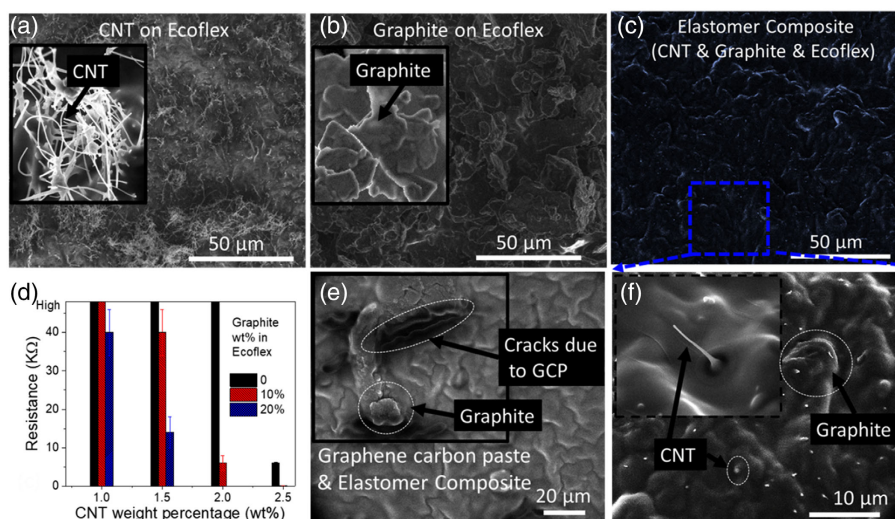 (a)
CNT on Ecoflex
CNT
50 µm
(b)
Graphite on Ecoflex
Graphite
50 µm
(c)
Elastomer Composite
(CNT & Graphite & Ecoflex)
50 µm
(d)
High
40
30
20
10
0
Resistance (KΩ)
Graphite
wt% in
Ecoflex
0
10%
20%
1.0
1.5
2.0
2.5
CNT weight percentage (wt%)
(e)
Cracks due
to GCP
Graphite
Graphene carbon paste
& Elastomer Composite
20 µm
(f)
CNT
Graphite
10 µm